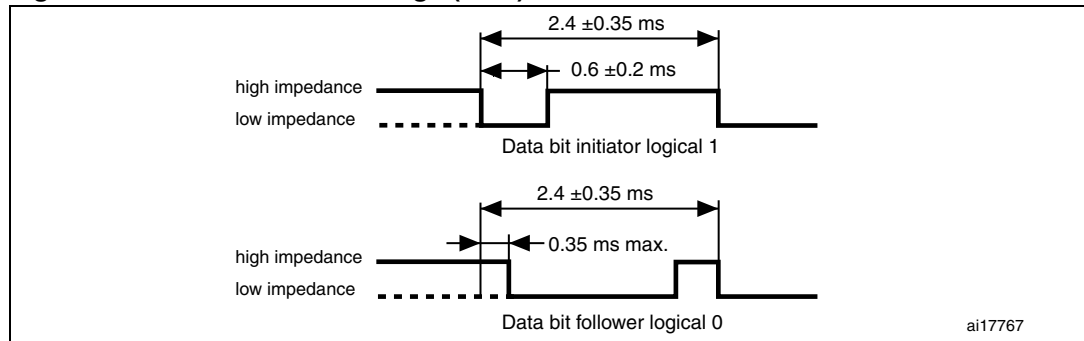 2.4 ±0.35 ms
0.6 ±0.2 ms
high impedance
low impedance
Data bit initiator logical 1
2.4 ±0.35 ms
0.35 ms max.
high impedance
low impedance
Data bit follower logical 0
ai17767